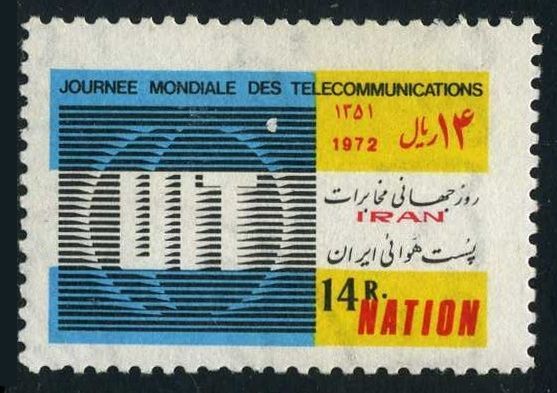 JOURNEE MONDIALE DES TELECOMMUNICATIONS
۱۳۵۱
۱۴ ریال
1972
UIT
روز جهانی مخابرات
IRAN
پست هوائی ایران
14 R.
NATION